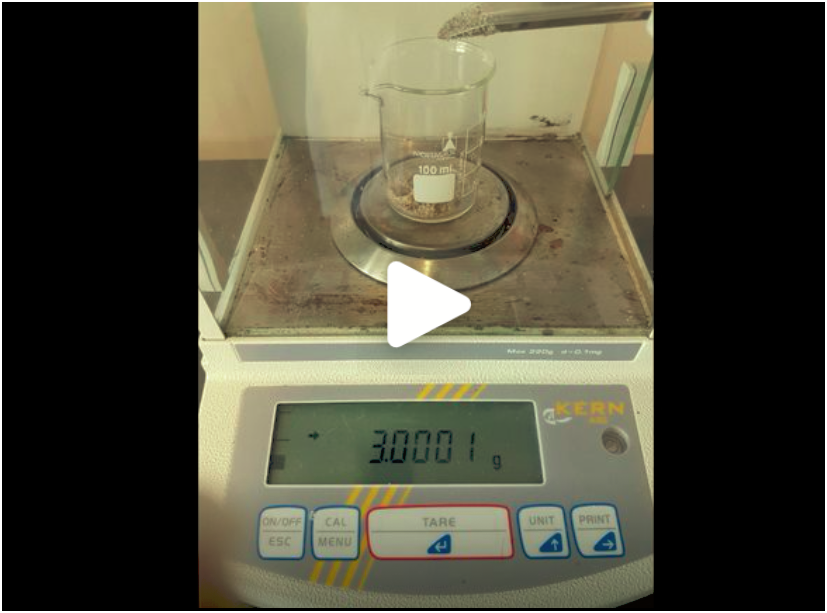 100 ml
Max 220g d=0.1mg
KERN
3.0001 g
ON/OFF
ESC
CAL
MENU
TARE
UNIT
PRINT